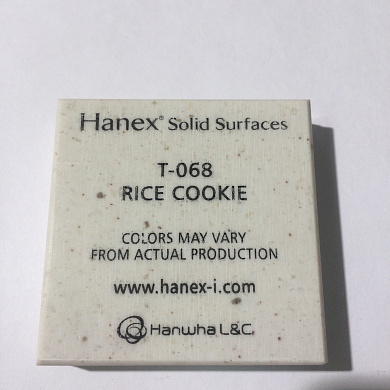 Hanex® Solid Surfaces
T-068
RICE COOKIE
COLORS MAY VARY
FROM ACTUAL PRODUCTION
www.hanex-i.com
Hanwha L&C